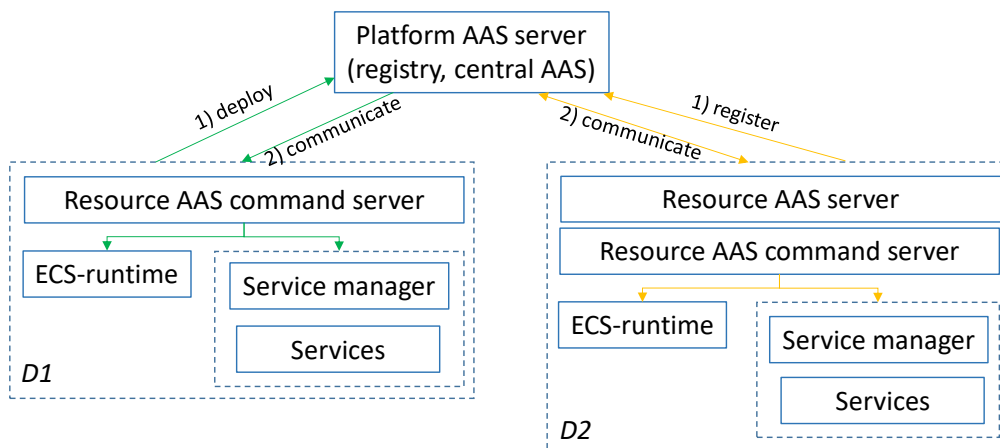 Platform AAS server
(registry, central AAS)
1) deploy
2) communicate
1) register
2) communicate
Resource AAS command server
ECS-runtime
Service manager
Services
D1
Resource AAS server
Resource AAS command server
ECS-runtime
Service manager
Services
D2